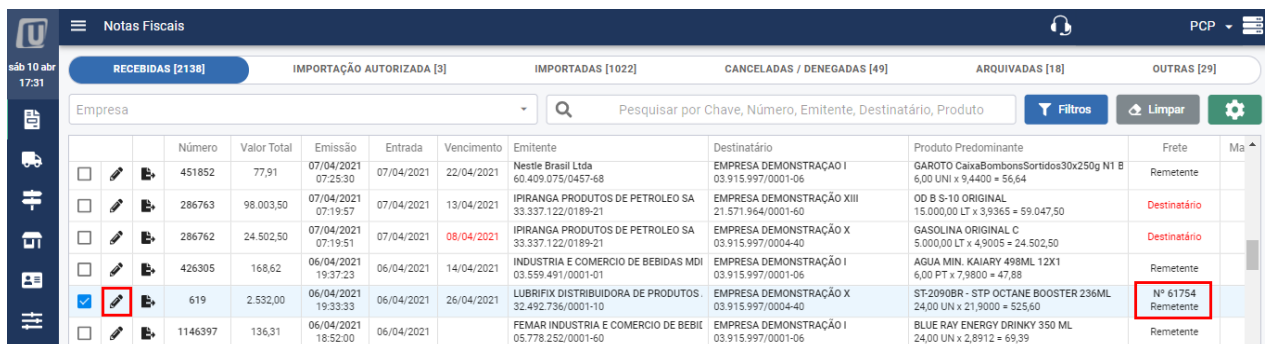 U
Notas Fiscais
PCP
sáb 10 abr
17:31
RECEBIDAS [2138]
IMPORTAÇÃO AUTORIZADA [3]
IMPORTADAS [1022]
CANCELADAS / DENEGADAS [49]
ARQUIVADAS [18]
OUTRAS [29]
Empresa
Pesquisar por Chave, Número, Emitente, Destinatário, Produto
Filtros
Limpar
Número Valor Total Emissão Entrada Vencimento Emitente Destinatário Produto Predominante Frete Ma
451852 77,91 07/04/2021 07/04/2021 22/04/2021 Nestle Brasil Ltda EMPRESA DEMONSTRAÇÃO I GAROTO CaixaBombonsSortidos30x250g N1 B Remetente
07:25:30 60.409.075/0457-68 03.915.997/0001-06 6,00 UNI x 9,4400 = 56,64
286763 98.003,50 07/04/2021 07/04/2021 13/04/2021 IPIRANGA PRODUTOS DE PETROLEO SA EMPRESA DEMONSTRAÇÃO XIII OD B S-10 ORIGINAL Destinatário
07:19:57 33.337.122/0189-21 21.571.964/0001-60 15.000,00 LT x 3,9365 = 59.047,50
286762 24.502,50 07/04/2021 07/04/2021 08/04/2021 IPIRANGA PRODUTOS DE PETROLEO SA EMPRESA DEMONSTRAÇÃO X GASOLINA ORIGINAL C Destinatário
07:19:51 33.337.122/0189-21 03.915.997/0004-40 5.000,00 LT x 4,9005 = 24.502,50
426305 168,62 06/04/2021 06/04/2021 14/04/2021 INDUSTRIA E COMERCIO DE BEBIDAS MDI EMPRESA DEMONSTRAÇÃO I AGUA MIN. KAIARY 498ML 12X1 Remetente
19:37:23 03.559.491/0001-01 03.915.997/0001-06 6,00 PT x 7,9800 = 47,88
619 2.532,00 06/04/2021 06/04/2021 26/04/2021 LUBRIFIX DISTRIBUIDORA DE PRODUTOS. EMPRESA DEMONSTRAÇÃO X ST-2090BR - STP OCTANE BOOSTER 236ML Nº 61754
19:33:33 32.492.736/0001-10 03.915.997/0004-40 24,00 UN x 21,9000 = 525,60 Remetente
1146397 136,31 06/04/2021 06/04/2021 FEMAR INDUSTRIA E COMERCIO DE BEBID EMPRESA DEMONSTRAÇÃO I BLUE RAY ENERGY DRINKY 350 ML Remetente
18:52:00 05.778.252/0001-60 03.915.997/0001-06 24,00 UN x 2,8912 = 69,39